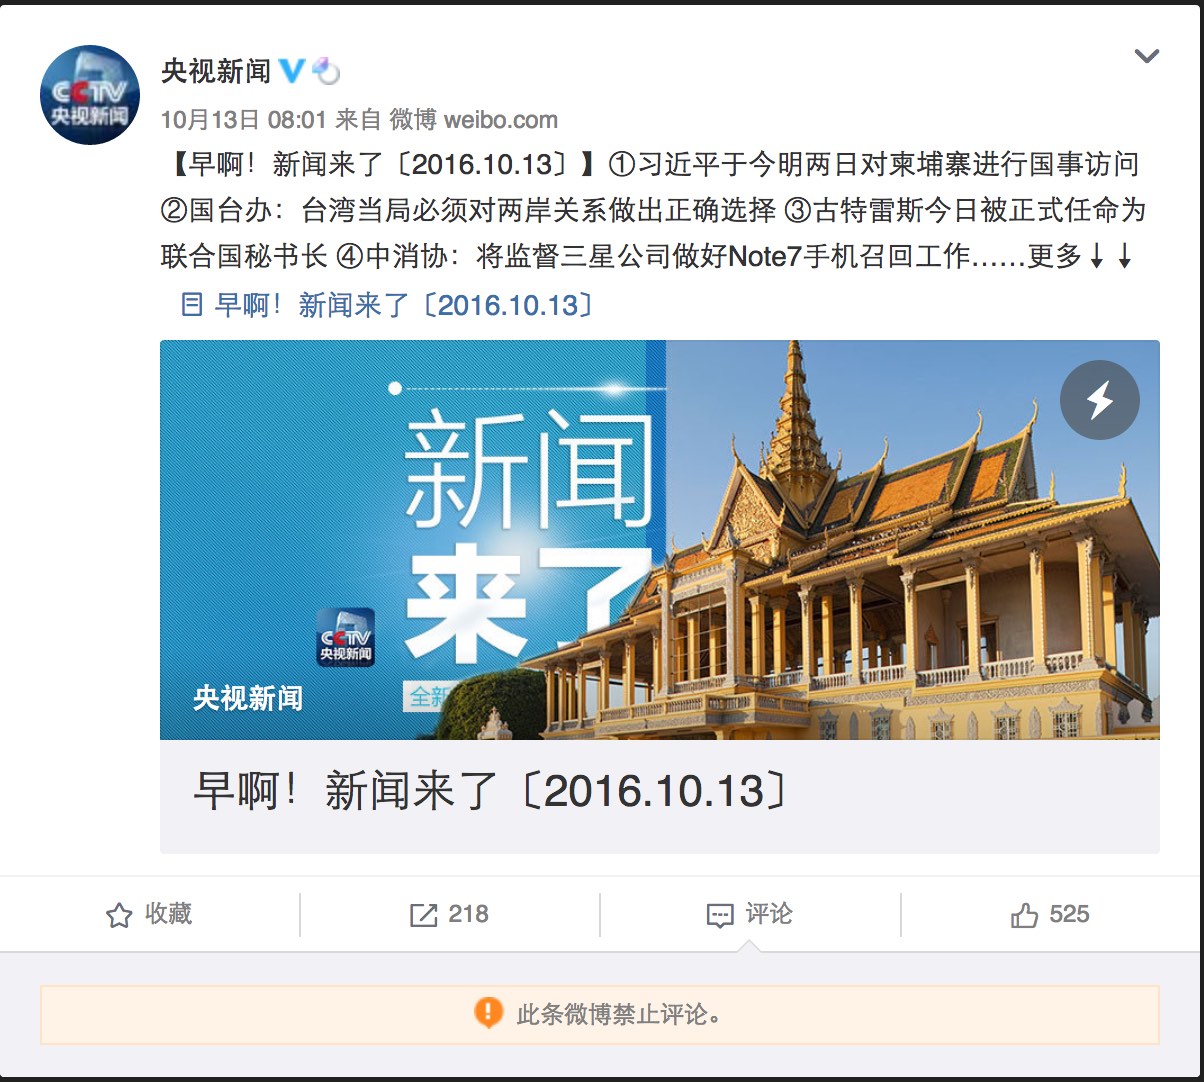 CCTV
央视新闻
央视新闻
10月13日 08:01 来自 微博 weibo.com
【早啊！新闻来了〔2016.10.13〕】①习近平于今明两日对柬埔寨进行国事访问
②国台办：台湾当局必须对两岸关系做出正确选择 ③古特雷斯今日被正式任命为
联合国秘书长 ④中消协：将监督三星公司做好Note7手机召回工作……更多↓↓
早啊！新闻来了〔2016.10.13〕
新闻
来了
CCTV
央视新闻
全新
央视新闻
早啊！新闻来了〔2016.10.13〕
收藏
218
评论
525
此条微博禁止评论。